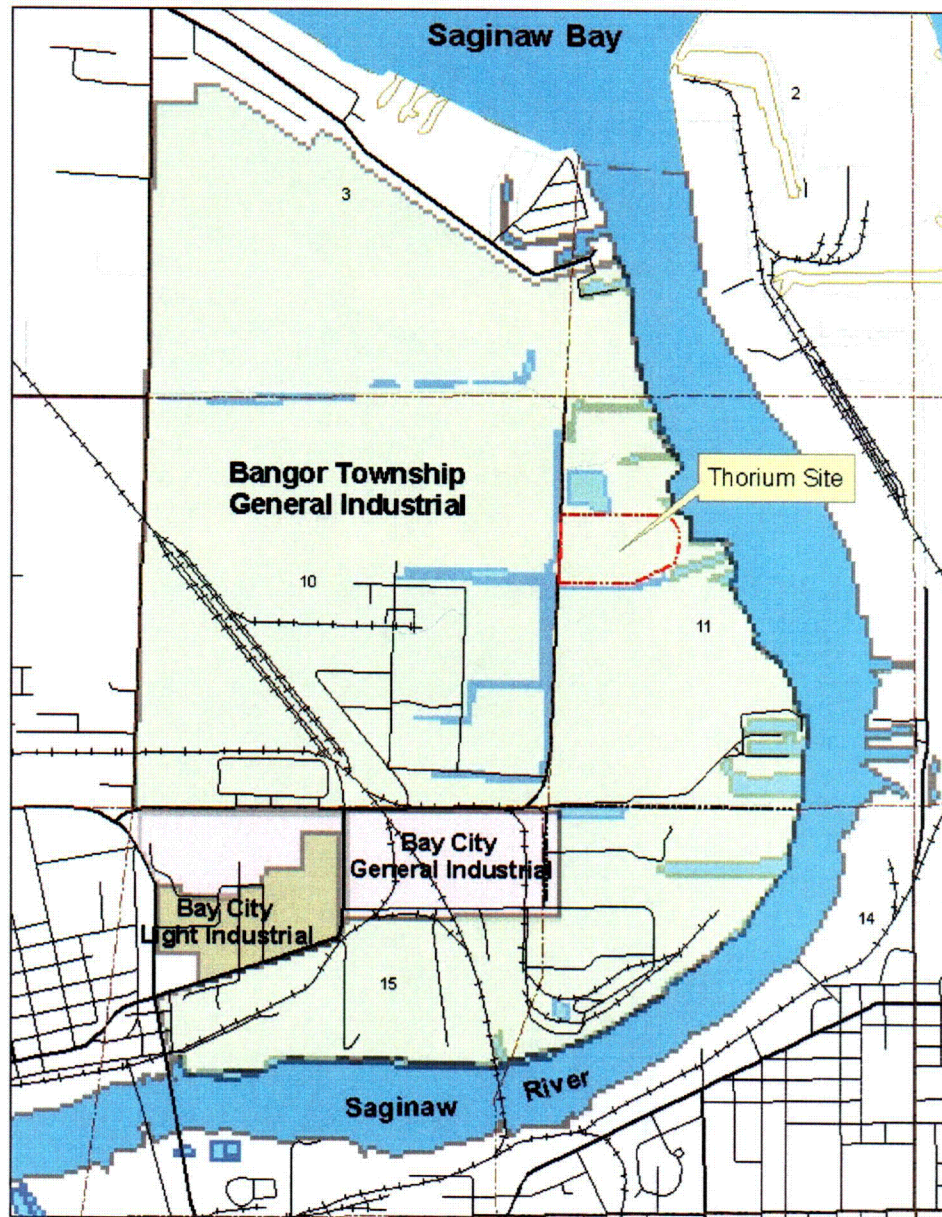 Saginaw Bay
2
3
Bangor Township
General Industrial
Thorium Site
10
11
Bay City
General Industrial
Bay City
Light Industrial
14
15
Saginaw River